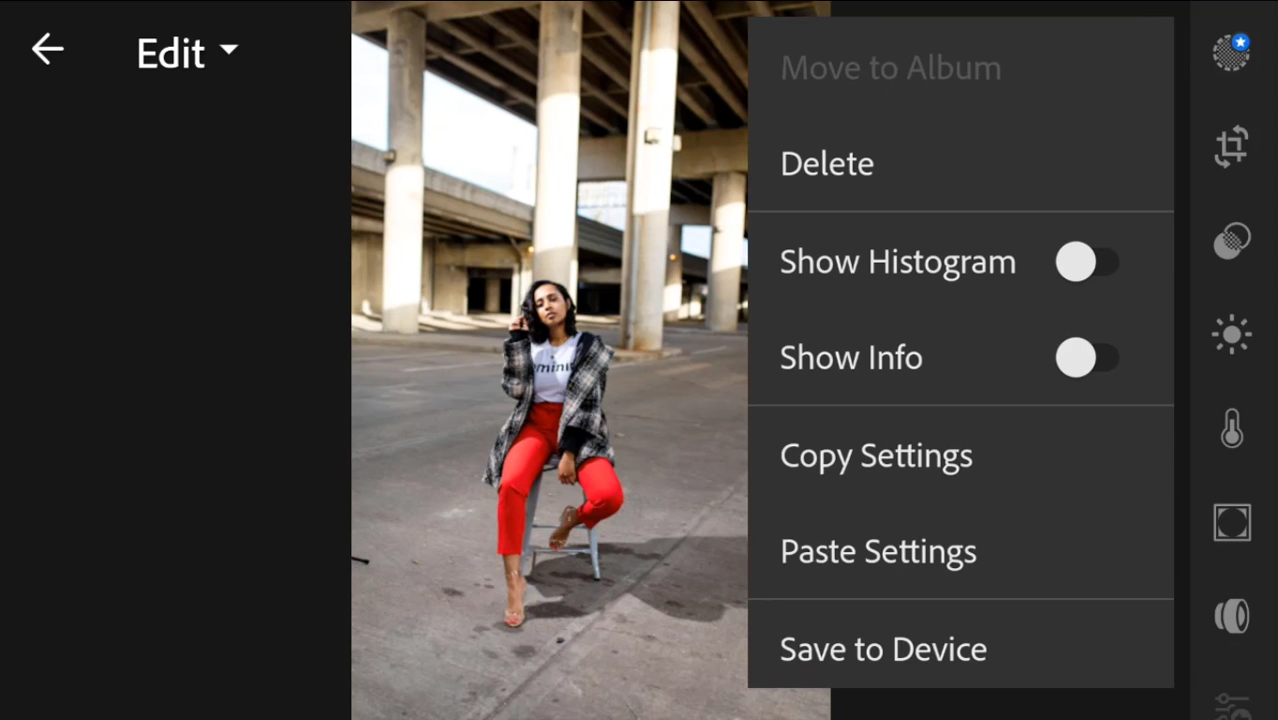 Edit
Move to Album
Delete
Show Histogram
Show Info
Copy Settings
Paste Settings
Save to Device